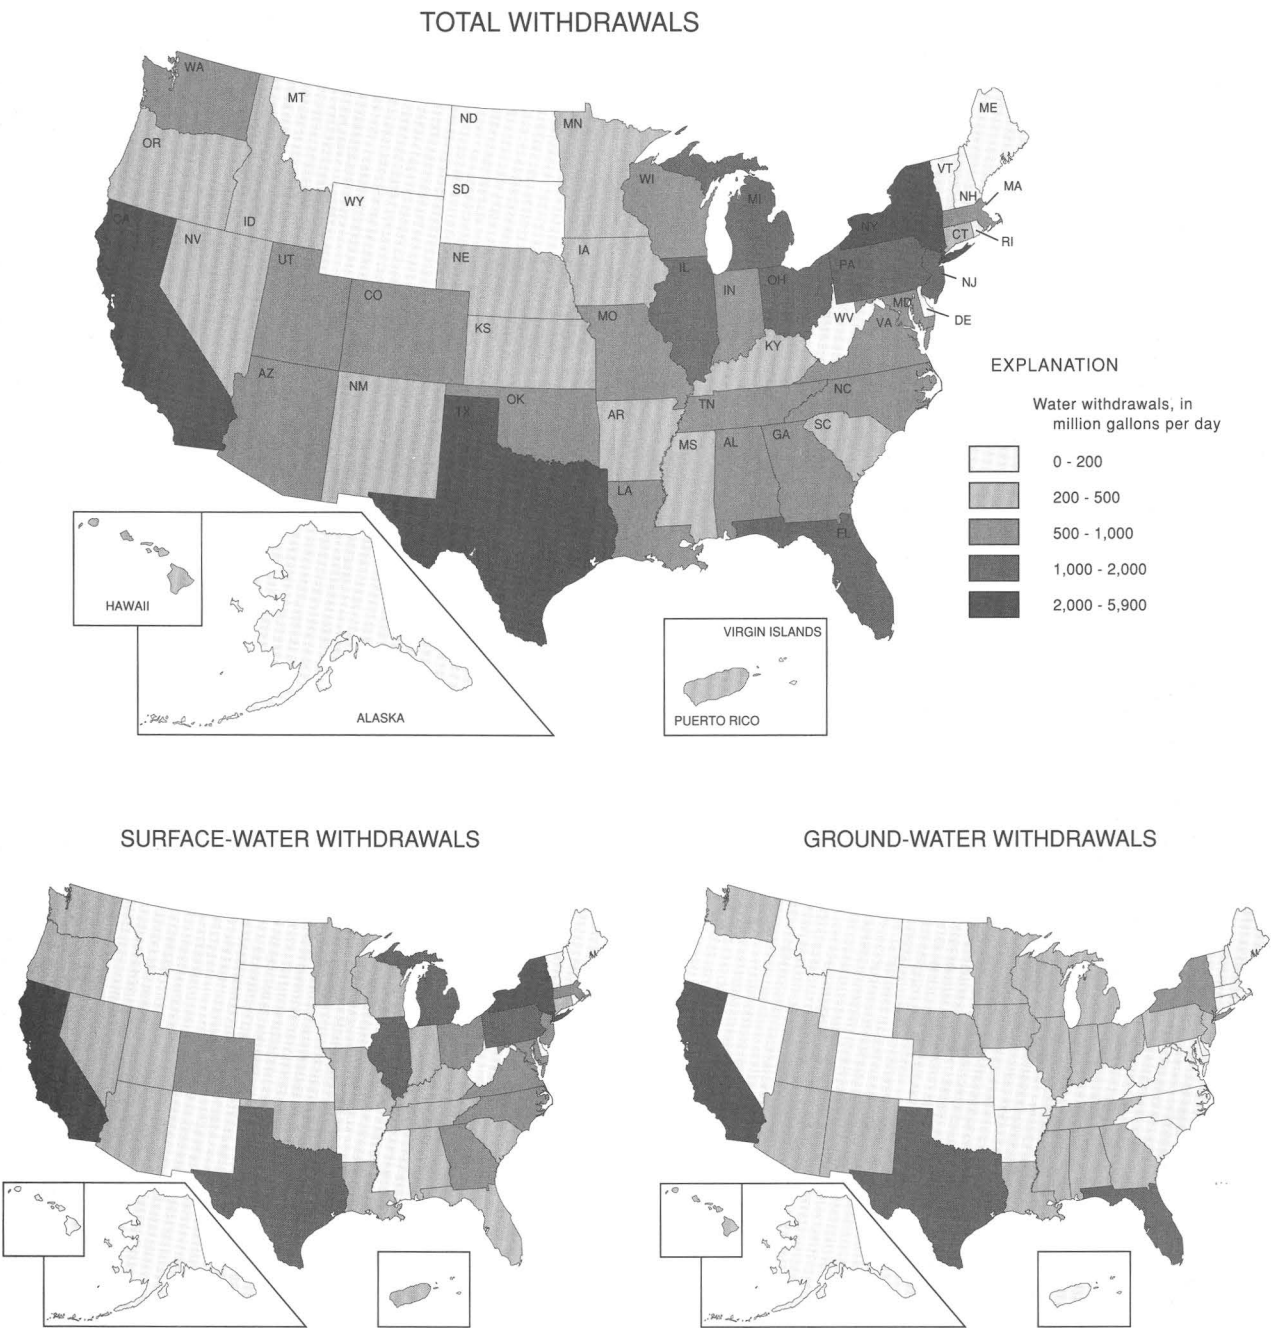 TOTAL WITHDRAWALS
WA
MT
ND
MN
ME
OR
VT
WI
SD
MA
MI
NH
WY
ID
NY
CT
RI
NV
IA
UT
NE
PA
IL
OH
NJ
IN
CO
MD
DE
MO
WV
VA
KS
KY
EXPLANATION
AZ
NM
NC
OK
TN
TX
AR
SC
Water withdrawals, in
million gallons per day
GA
MS
AL
0 - 200
LA
200 - 500
FL
500 - 1,000
1,000 - 2,000
2,000 - 5,900
CA
HAWAII
ALASKA
VIRGIN ISLANDS
PUERTO RICO
SURFACE-WATER WITHDRAWALS
GROUND-WATER WITHDRAWALS